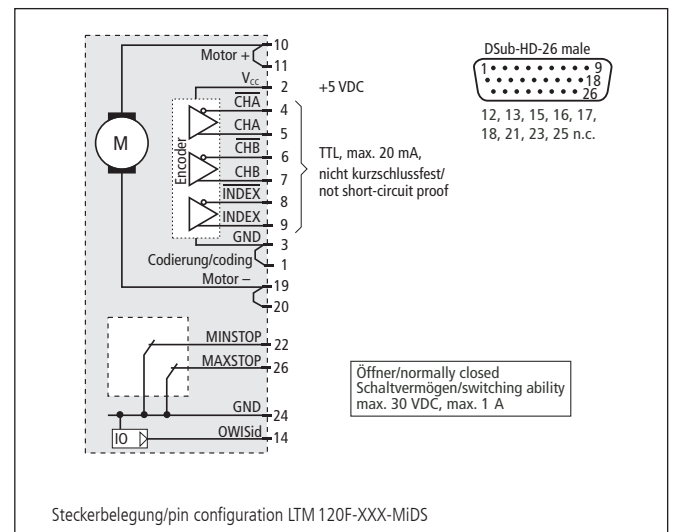 Motor + 10
11
V_CC 2 +5 VDC
CHA 4
CHA 5
CHB 6
CHB 7
INDEX 8
INDEX 9
GND 3
Codierung/coding 1
Motor – 19
20
M
Encoder
TTL, max. 20 mA,
nicht kurzschlussfest/
not short-circuit proof
DSub-HD-26 male
1 9
18
26
12, 13, 15, 16, 17,
18, 21, 23, 25 n.c.
MINSTOP 22
MAXSTOP 26
GND 24
IO OWISid 14
Öffner/normally closed
Schaltvermögen/switching ability
max. 30 VDC, max. 1 A
Steckerbelegung/pin configuration LTM 120F-XXX-MiDS